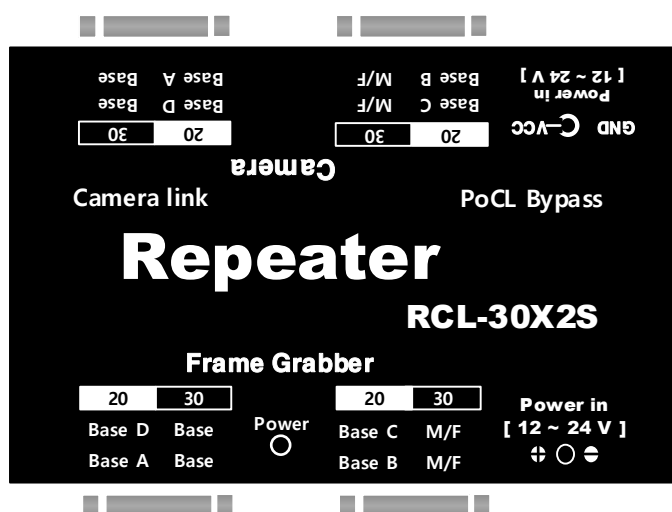 Base Base A M/F Base B [ 12 ~ 24 V ]
Base Base D M/F Base C Power in
30 20 30 20 GND VCC
Camera
Camera link PoCL Bypass
Repeater
RCL-30X2S
Frame Grabber
20 30 20 30 Power in
Base D Base Power Base C M/F [ 12 ~ 24 V ]
Base A Base Base B M/F